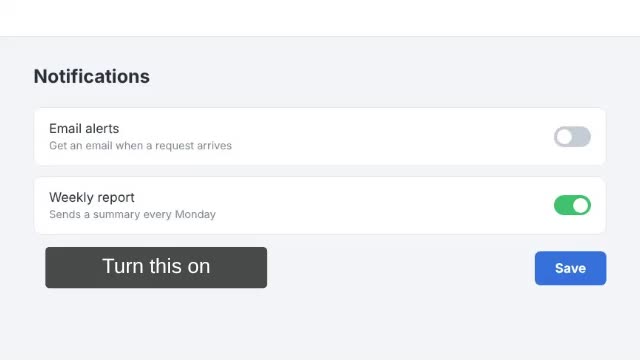 Notifications
Email alerts
Get an email when a request arrives
Weekly report
Sends a summary every Monday
Turn this on
Save